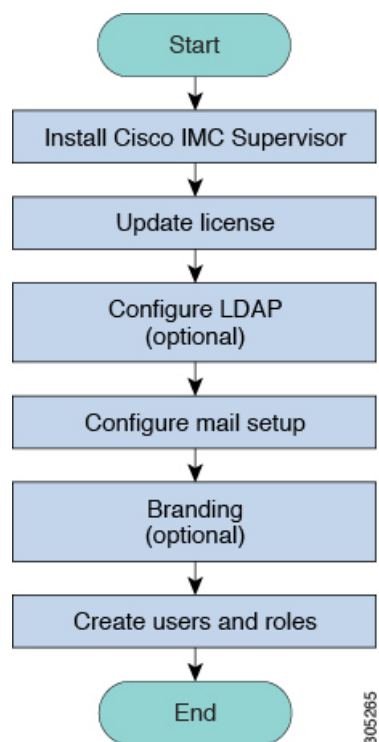 Start
Install Cisco IMC Supervisor
Update license
Configure LDAP
(optional)
Configure mail setup
Branding
(optional)
Create users and roles
End
305265